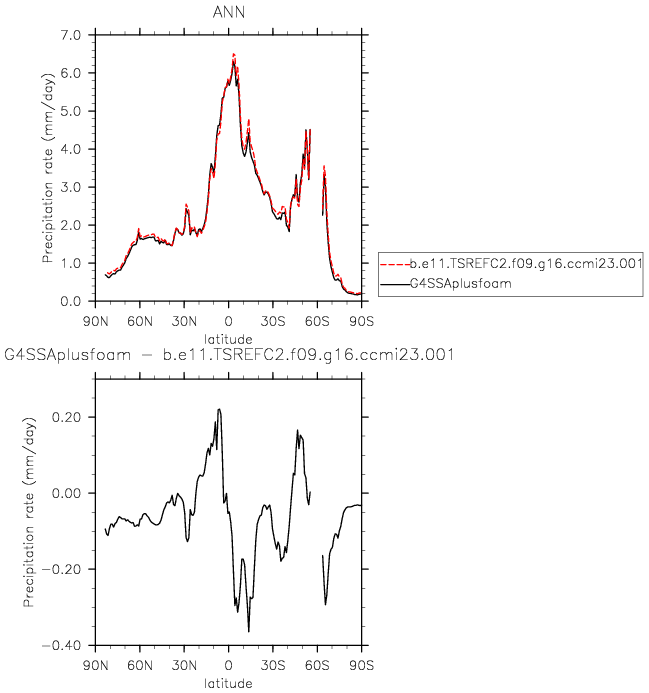 ANN
Precipitation rate (mm/day)
7.0
6.0
5.0
4.0
3.0
2.0
1.0
0.0
90N 60N 30N 0 30S 60S 90S
latitude
b.e11.TSREFC2.f09.g16.ccmi23.001
G4SSAplusfoam
G4SSAplusfoam − b.e11.TSREFC2.f09.g16.ccmi23.001
Precipitation rate (mm/day)
0.20
0.00
−0.20
−0.40
90N 60N 30N 0 30S 60S 90S
latitude